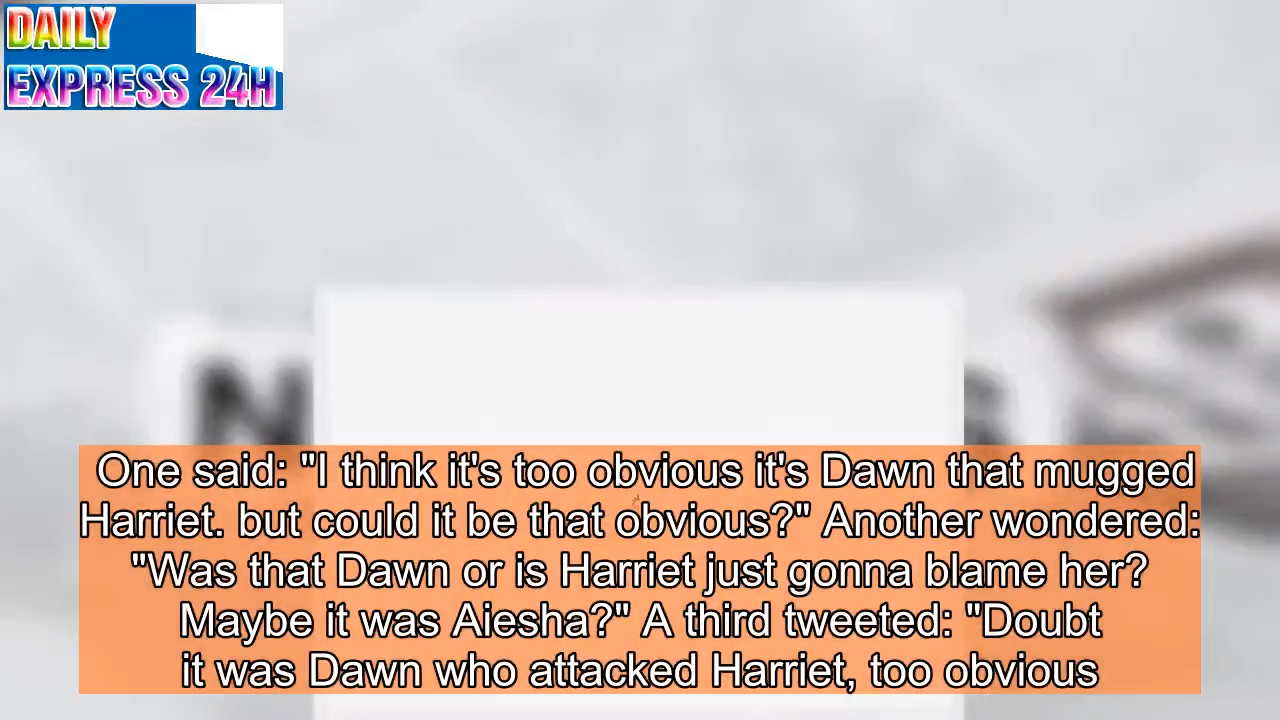 DAILY
EXPRESS 24H
N
One said: "I think it's too obvious it's Dawn that mugged
Harriet. but could it be that obvious?" Another wondered:
"Was that Dawn or is Harriet just gonna blame her?
Maybe it was Aiesha?" A third tweeted: "Doubt
it was Dawn who attacked Harriet, too obvious